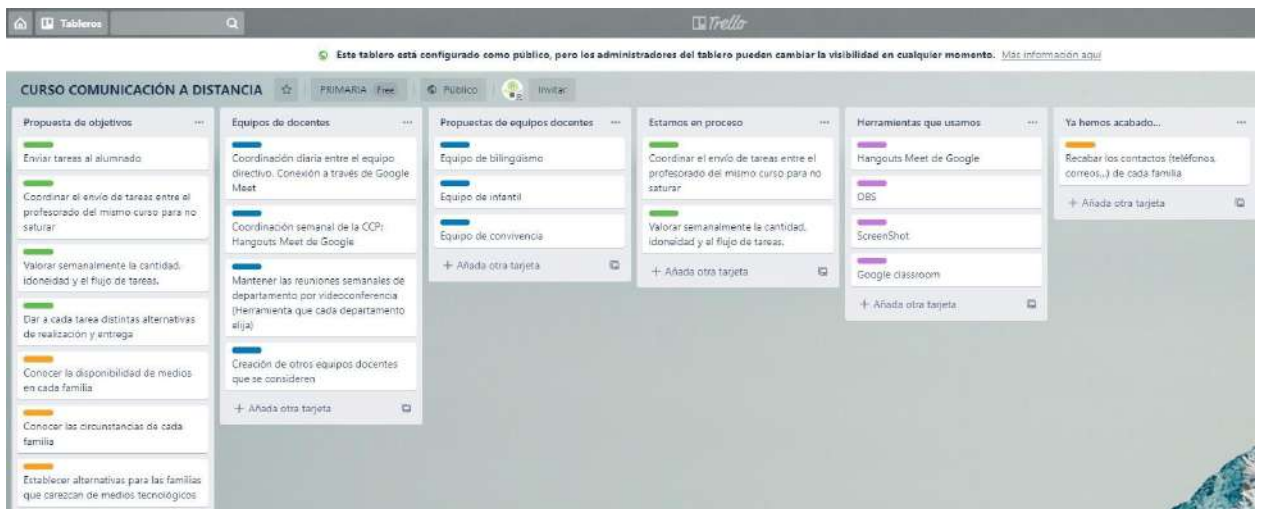 Tableros
Trello
Este tablero está configurado como público, pero los administradores del tablero pueden cambiar la visibilidad en cualquier momento. Más información aquí
CURSO COMUNICACIÓN A DISTANCIA
PRIMARIA Free
Público
Invitar
Propuesta de objetivos
Enviar tareas al alumnado
Coordinar el envío de tareas entre el
profesorado del mismo curso para no
saturar
Valorar semanalmente la cantidad,
idoneidad y el flujo de tareas.
Dar a cada tarea distintas alternativas
de realización y entrega
Conocer la disponibilidad de medios
en cada familia
Conocer las circunstancias de cada
familia
Establecer alternativas para las familias
que carezcan de medios tecnológicos
Equipos de docentes
Coordinación diaria entre el equipo
directivo. Conexión a través de Google
Meet
Coordinación semanal de la CCP:
Hangouts Meet de Google
Mantener las reuniones semanales de
departamento por videoconferencia
(Herramienta que cada departamento
elija)
Creación de otros equipos docentes
que se consideren
+ Añada otra tarjeta
Propuestas de equipos docentes
Equipo de bilingüismo
Equipo de infantil
Equipo de convivencia
+ Añada otra tarjeta
Estamos en proceso
Coordinar el envío de tareas entre el
profesorado del mismo curso para no
saturar
Valorar semanalmente la cantidad,
idoneidad y el flujo de tareas.
+ Añada otra tarjeta
Herramientas que usamos
Hangouts Meet de Google
OBS
ScreenShot
Google classroom
+ Añada otra tarjeta
Ya hemos acabado...
Recabar los contactos (teléfonos,
correos...) de cada familia
+ Añada otra tarjeta